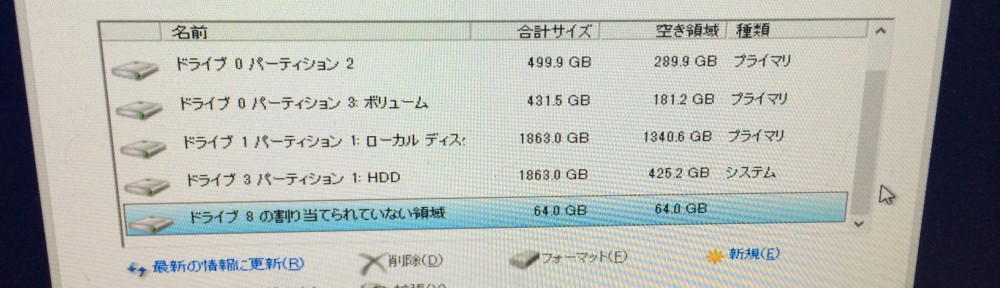 名前 合計サイズ 空き領域 種類
ドライブ 0 パーティション 2 499.9 GB 289.9 GB プライマリ
ドライブ 0 パーティション 3: ボリューム 431.5 GB 181.2 GB プライマリ
ドライブ 1 パーティション 1: ローカル ディス 1863.0 GB 1340.6 GB プライマリ
ドライブ 3 パーティション 1: HDD 1863.0 GB 425.2 GB システム
ドライブ 8 の割り当てられていない領域 64.0 GB 64.0 GB
最新の情報に更新(R) 削除(D) フォーマット(F) 新規(E)